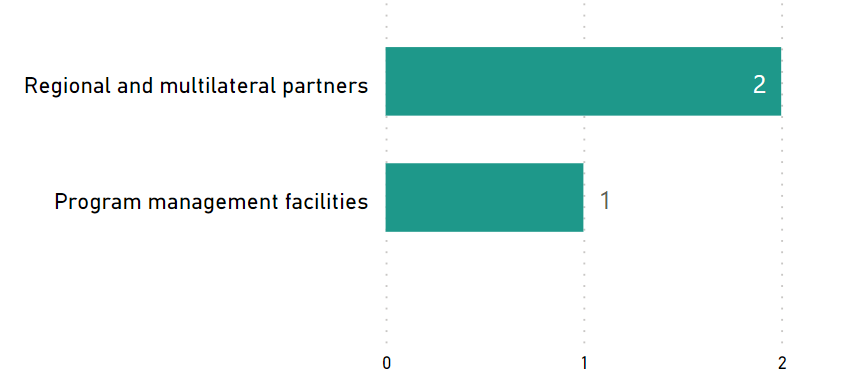 Regional and multilateral partners
2
Program management facilities
1
0 1 2